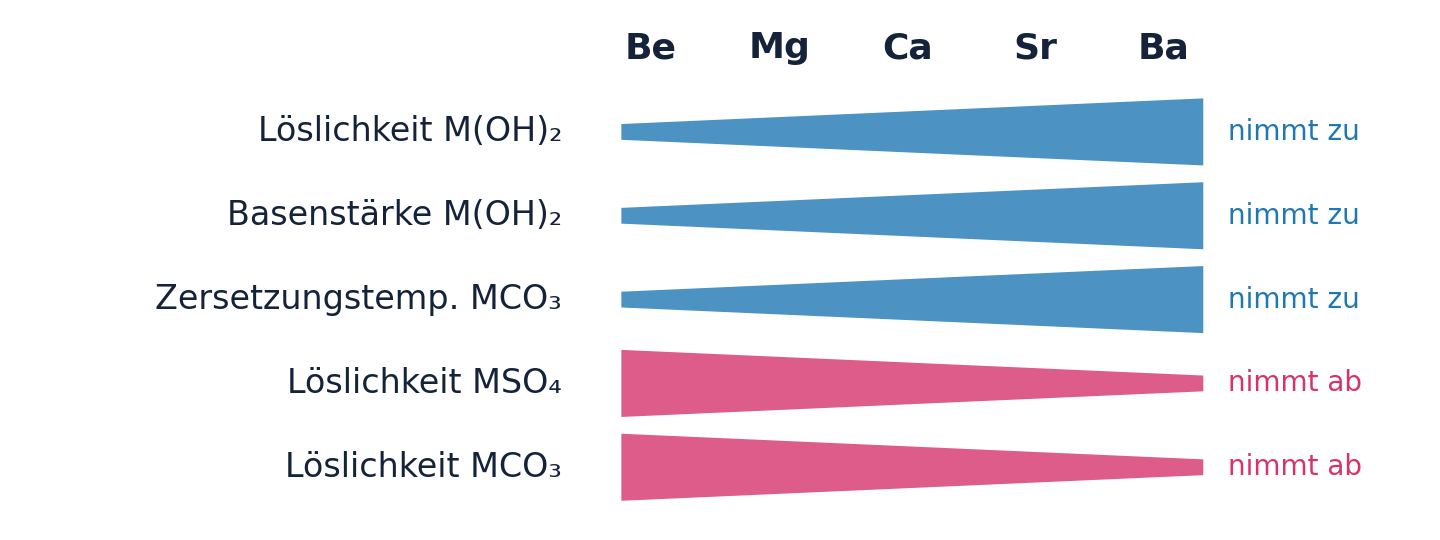 Be Mg Ca Sr Ba
Löslichkeit M(OH)₂ nimmt zu
Basenstärke M(OH)₂ nimmt zu
Zersetzungstemp. MCO₃ nimmt zu
Löslichkeit MSO₄ nimmt ab
Löslichkeit MCO₃ nimmt ab